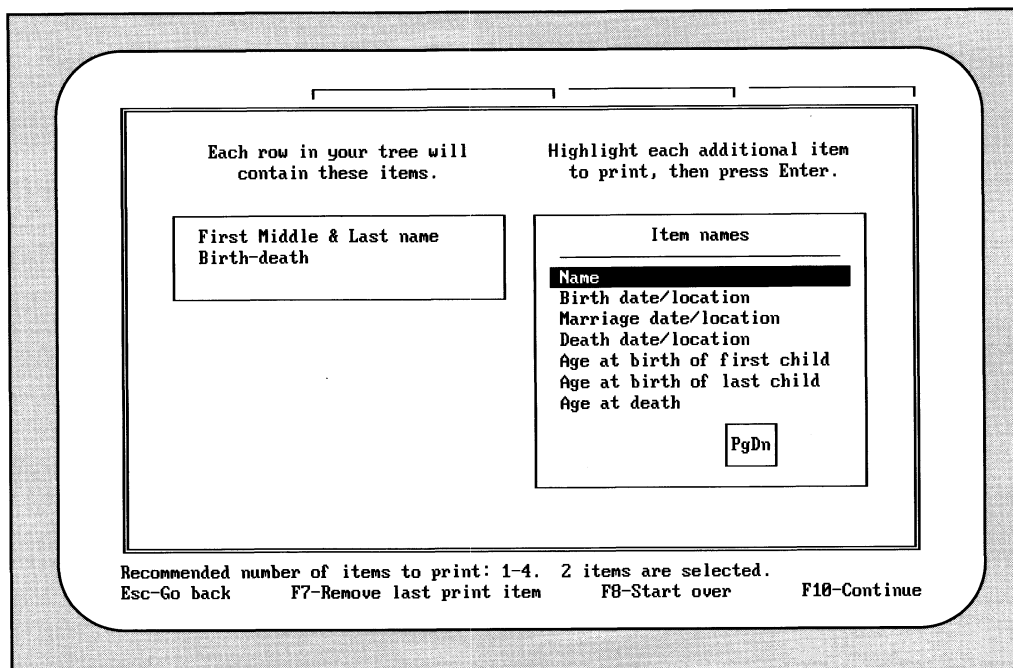 Each row in your tree will
contain these items.
First Middle & Last name
Birth-death
Highlight each additional item
to print, then press Enter.
Item names
Name
Birth date/location
Marriage date/location
Death date/location
Age at birth of first child
Age at birth of last child
Age at death
PgDn
Recommended number of items to print: 1-4.  2 items are selected.
Esc-Go back F7-Remove last print item F8-Start over F10-Continue